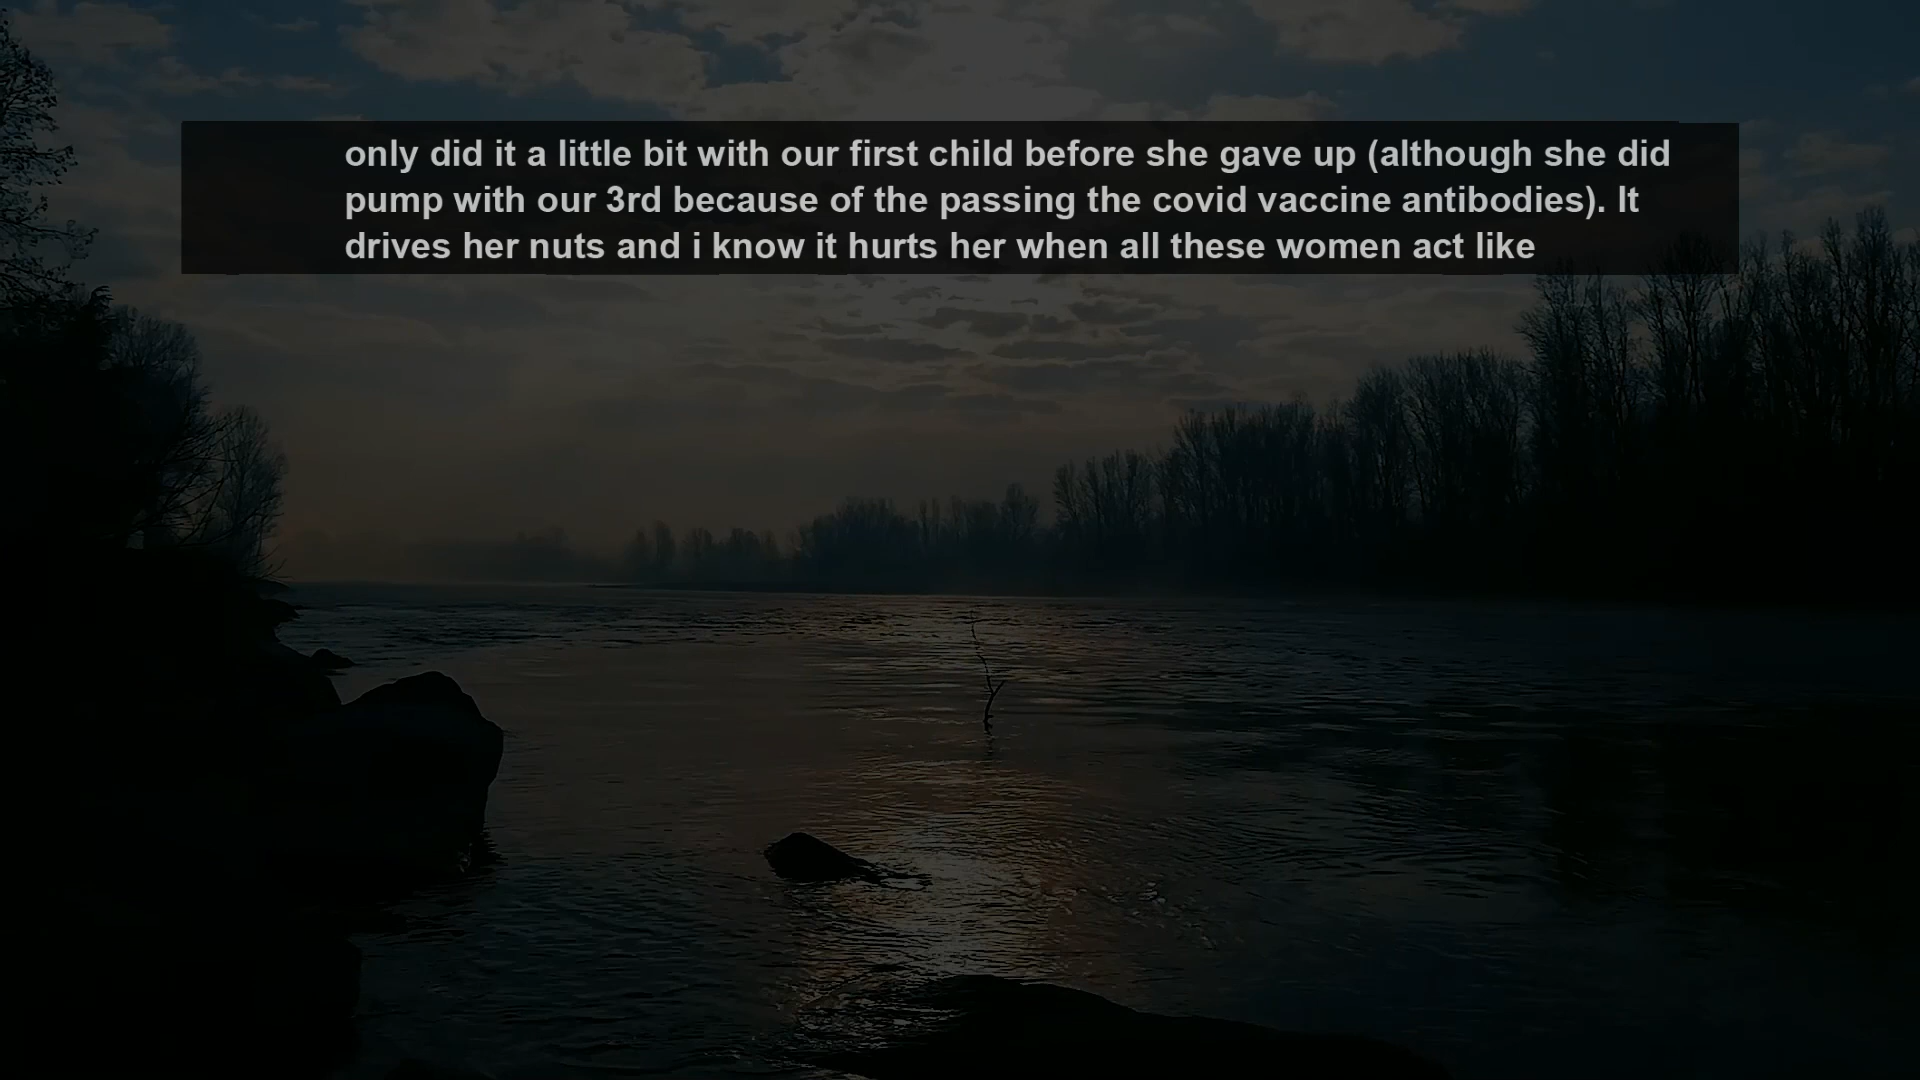 only did it a little bit with our first child before she gave up (although she did
pump with our 3rd because of the passing the covid vaccine antibodies). It
drives her nuts and i know it hurts her when all these women act like